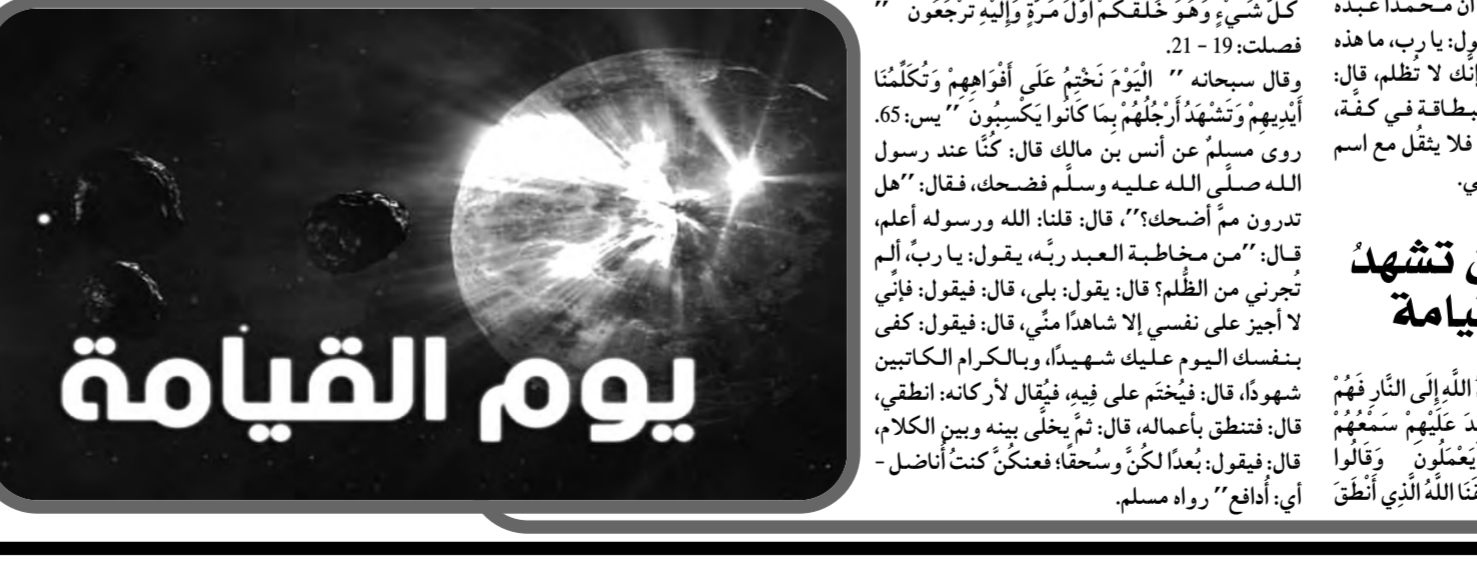 ن محمدًا عبده
ول: يا رب، ما هذه
إنَّك لا تُظلم، قال:
بطاقة في كفَّة،
فلا يثقُل مع اسم
ي.
تشهدُ
يامة
اللَّهِ إِلَى النَّارِ فَهُمْ
دَ عَلَيْهِمْ سَمْعُهُمْ
يَعْمَلُونَ وَقَالُوا
قَنَا اللَّهُ الَّذِي أَنْطَقَ
كُلَّ شَيْءٍ وَهُوَ خَلَقَكُمْ أَوَّلَ مَرَّةٍ وَإِلَيْهِ تُرْجَعُونَ ’’
فصلت: 19 - 21.
وقال سبحانه ’’ الْيَوْمَ نَخْتِمُ عَلَى أَفْوَاهِهِمْ وَتُكَلِّمُنَا
أَيْدِيهِمْ وَتَشْهَدُ أَرْجُلُهُمْ بِمَا كَانُوا يَكْسِبُونَ ’’ يس: 65.
روى مسلمٌ عن أنس بن مالك قال: كُنَّا عند رسول
الله صلَّى الله عليه وسلَّم فضحك، فقال: ’’هل
تدرون ممَّ أضحك؟’’، قال: قلنا: الله ورسوله أعلم،
قال: ’’من مخاطبة العبد ربَّه، يقول: يا ربِّ، ألم
تُجرني من الظُّلم؟ قال: يقول: بلى، قال: فيقول: فإنِّي
لا أجيز على نفسي إلا شاهدًا منِّي، قال: فيقول: كفى
بنفسك اليوم عليك شهيدًا، وبالكرام الكاتبين
شهودًا، قال: فيُختَم على فِيهِ، فيُقال لأركانه: انطقي،
قال: فتنطق بأعماله، قال: ثمَّ يخلَّى بينه وبين الكلام،
قال: فيقول: بُعدًا لكُنَّ وسُحقًا؛ فعنكُنَّ كنتُ أُناضل -
أي: أُدافع’’ رواه مسلم.
يوم القيامة